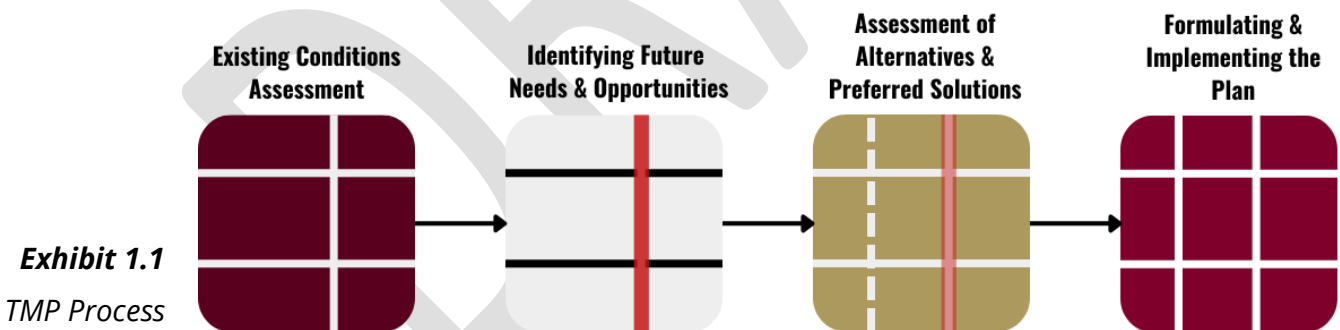 Existing Conditions
Assessment
Identifying Future
Needs & Opportunities
Assessment of
Alternatives &
Preferred Solutions
Formulating &
Implementing the
Plan
Exhibit 1.1
TMP Process